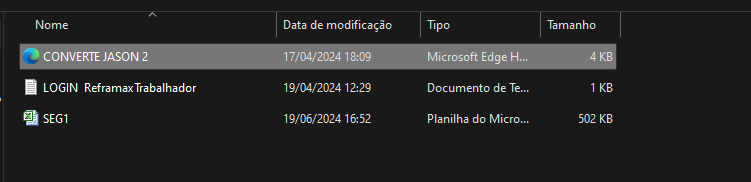 Nome Data de modificação Tipo Tamanho
CONVERTE JASON 2 17/04/2024 18:09 Microsoft Edge H... 4 KB
LOGIN ReframaxTrabalhador 19/04/2024 12:29 Documento de Te... 1 KB
SEG1 19/06/2024 16:52 Planilha do Micro... 502 KB